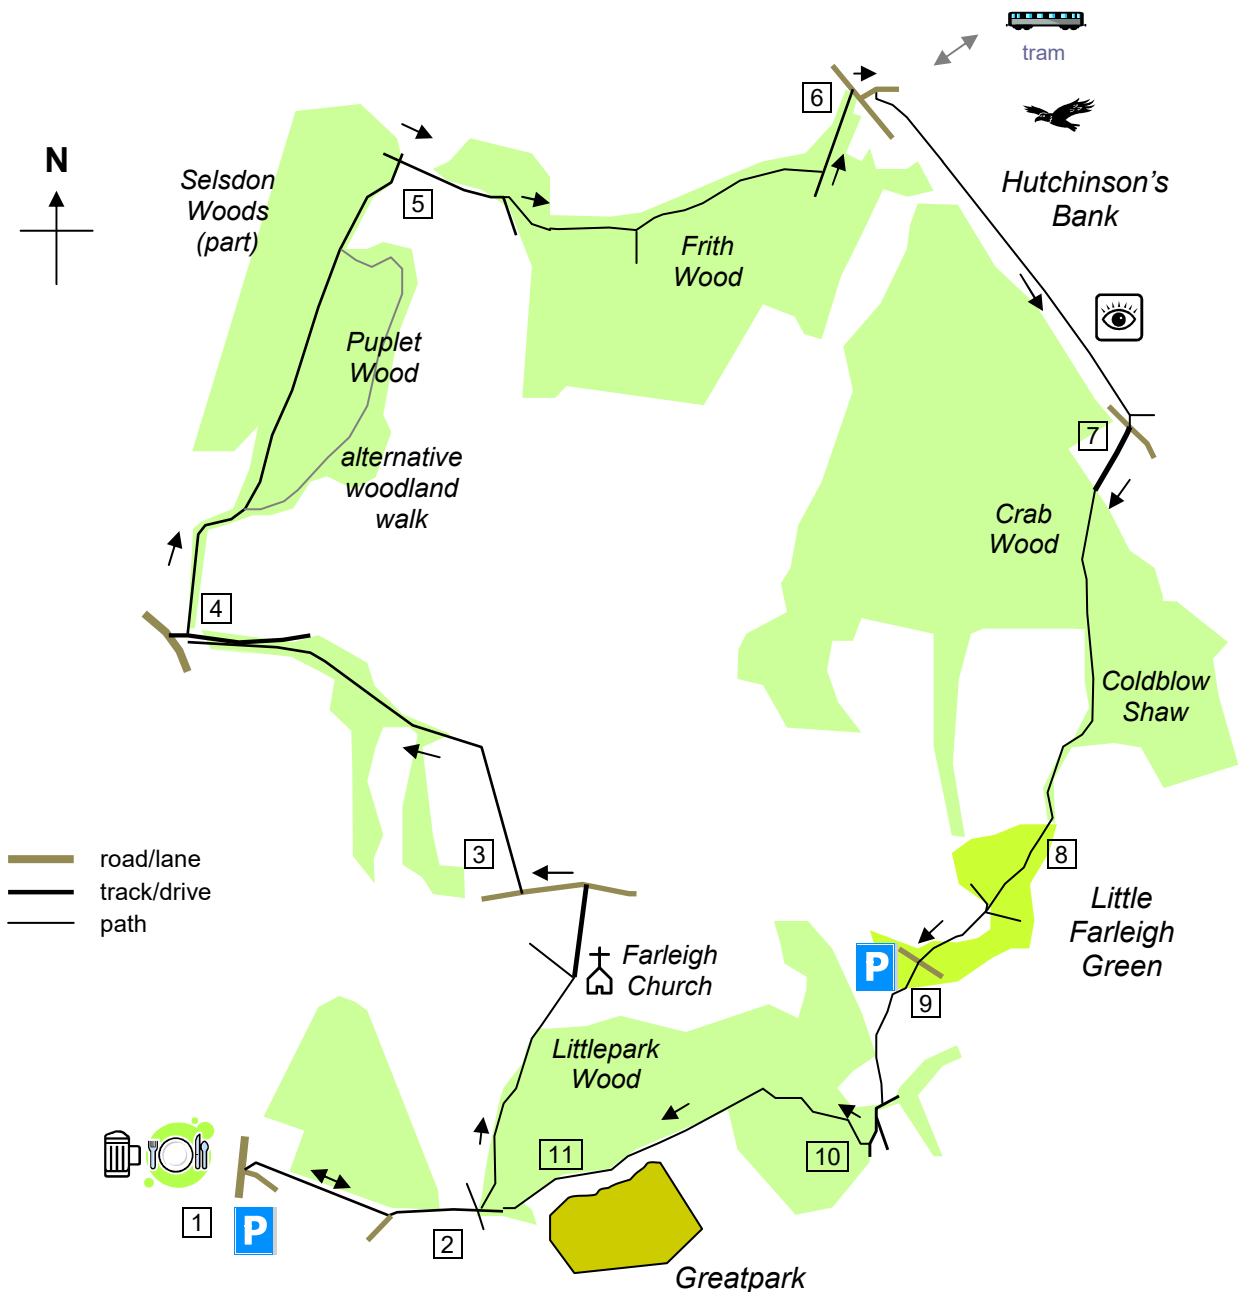 tram
6
N
Hutchinson's
Bank
Selsdon
Woods
(part)
5
Frith
Wood
Puplet
Wood
7
alternative
woodland
walk
Crab
Wood
4
Coldblow
Shaw
road/lane
track/drive
path
3
8
Little
Farleigh
Green
Farleigh
Church
P
9
Littlepark
Wood
11
10
1
P
2
Greatpark